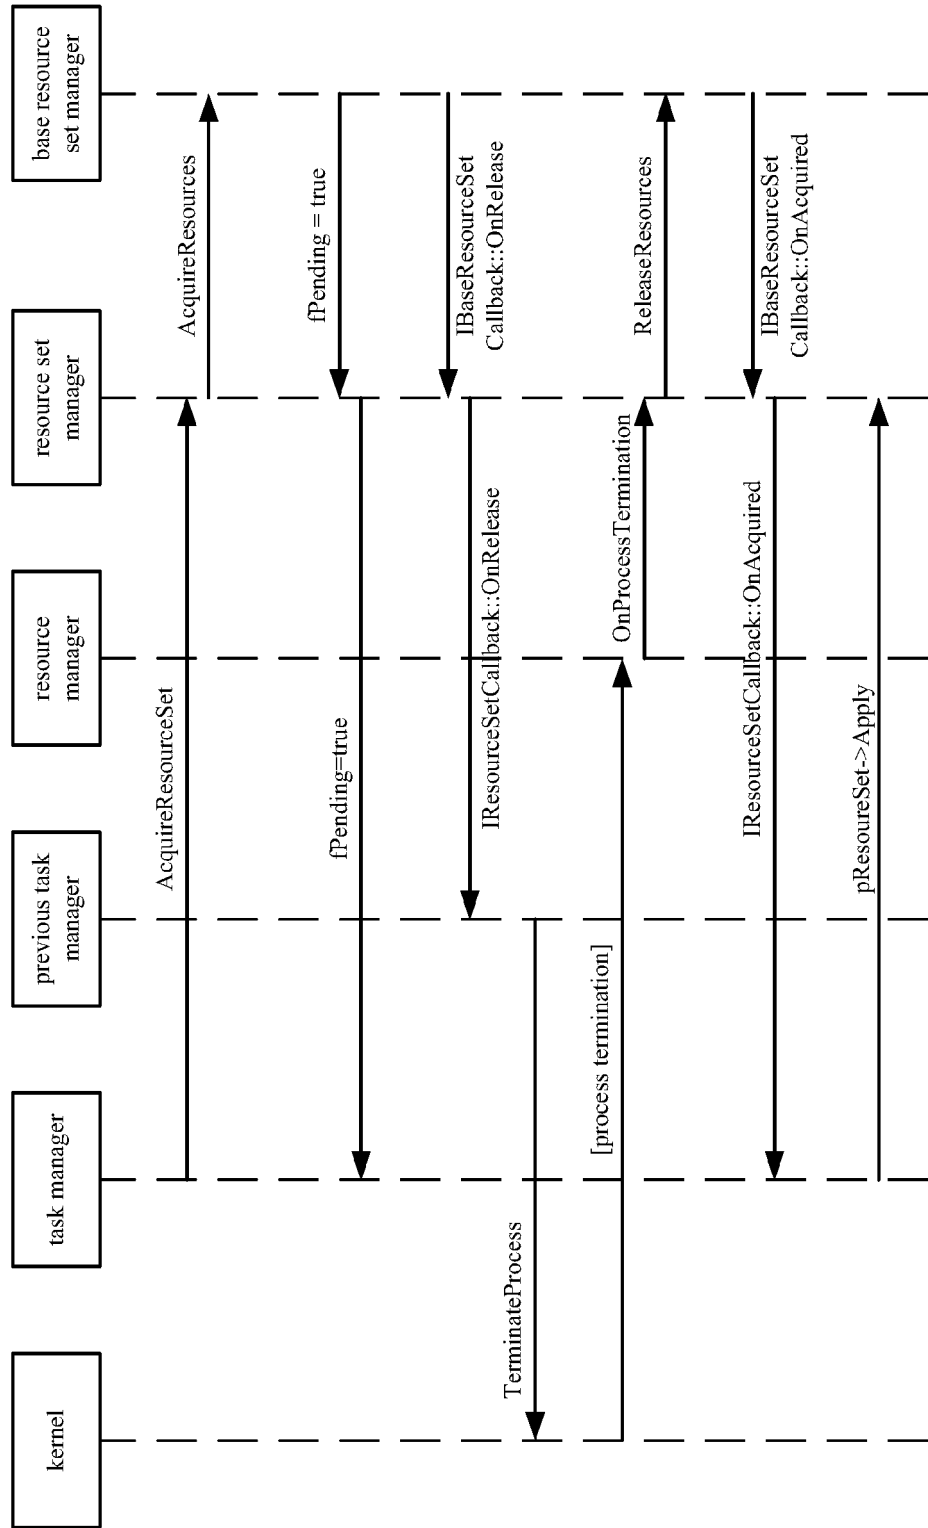 kernel
task manager
previous task
manager
resource
manager
resource set
manager
base resource
set manager
AcquireResourceSet
AcquireResources
fPending = true
fPending=true
IBaseResourceSet
Callback::OnRelease
IResourceSetCallback::OnRelease
TerminateProcess
[process termination]
OnProcessTermination
ReleaseResources
IBaseResourceSet
Callback::OnAcquired
IResourceSetCallback::OnAcquired
pResoureSet->Apply